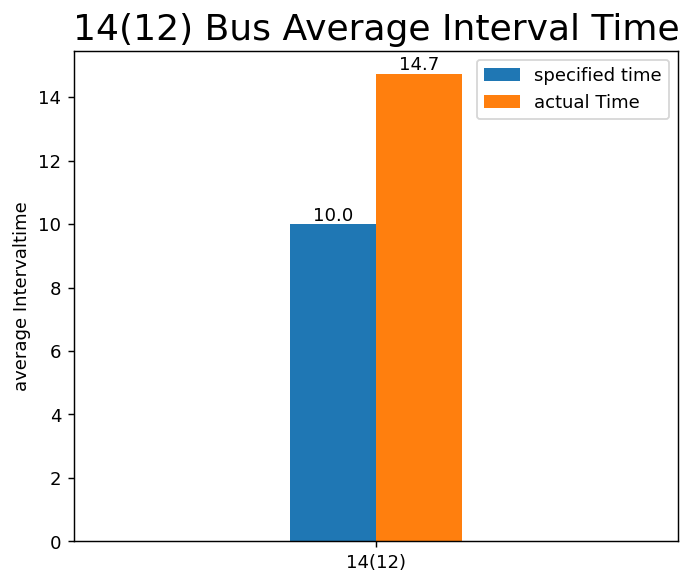 14(12) Bus Average Interval Time
14.7
specified time
actual Time
10.0
average Intervaltime
14
12
10
8
6
4
2
0
14(12)